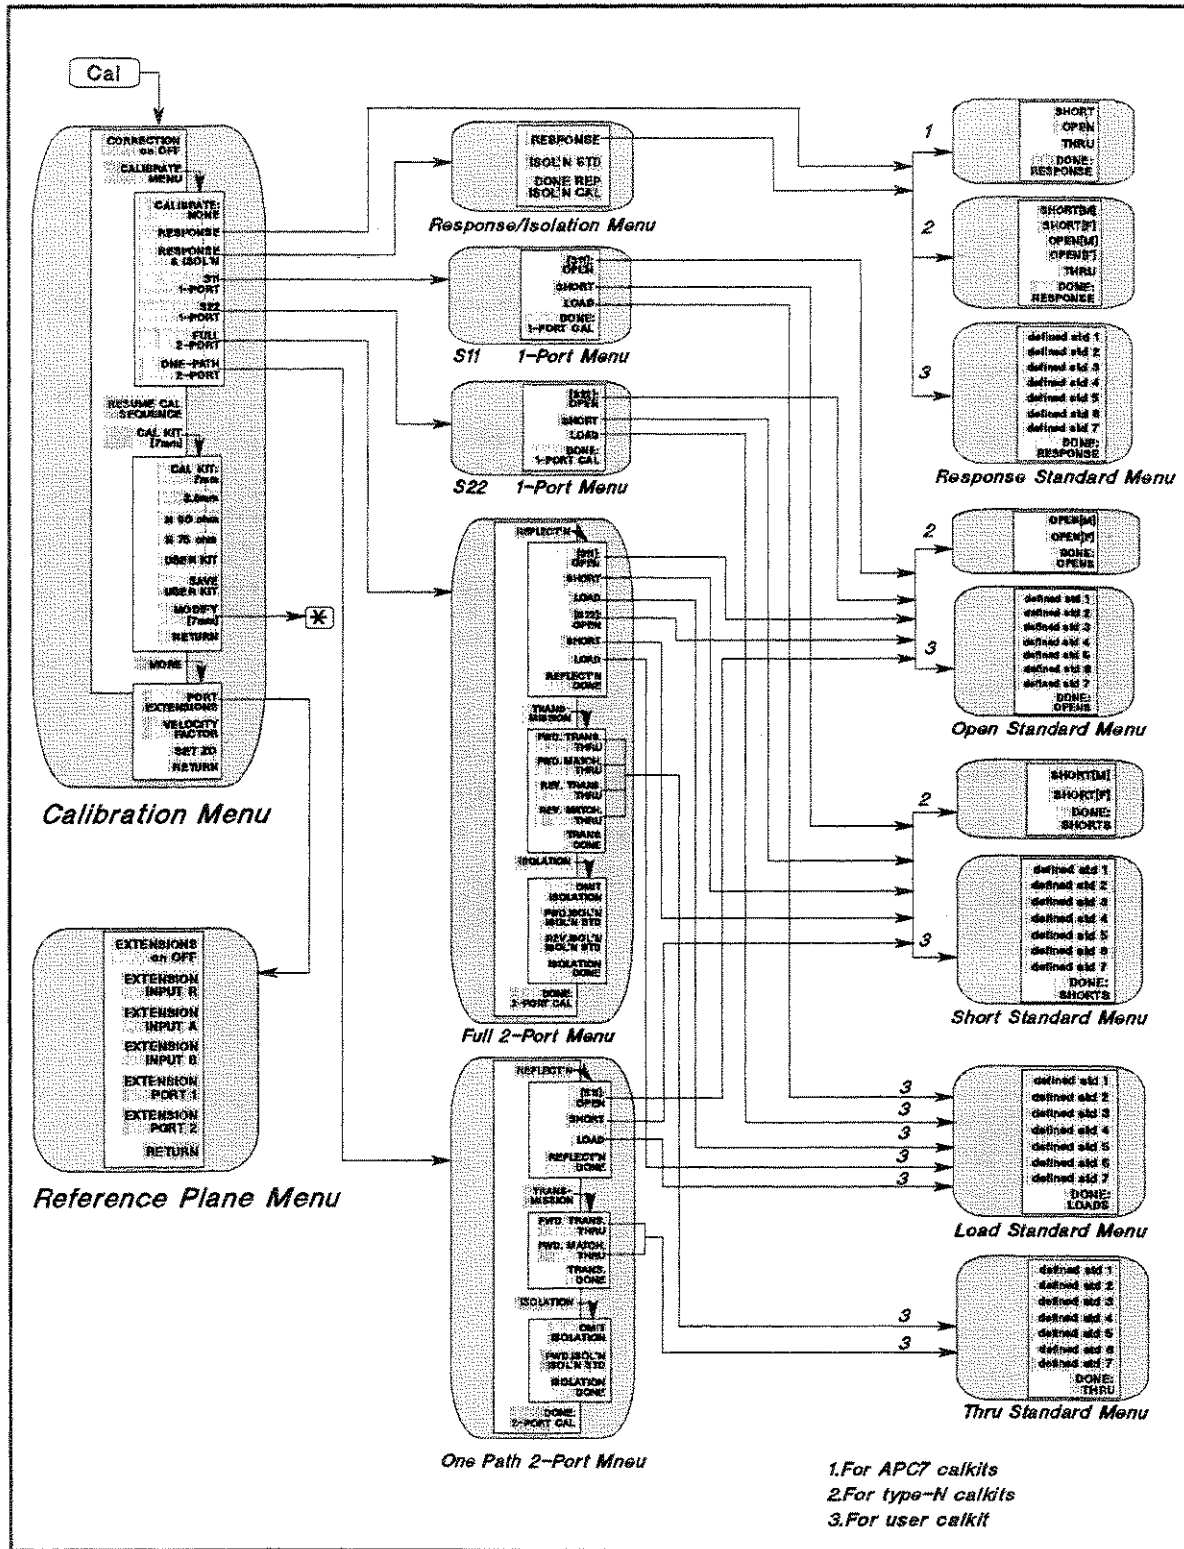 Cal
CORRECTION
on OFF
CALIBRATE
MENU
CALIBRATE:
NONE
RESPONSE
RESPONSE
& ISOL'N
S11
1-PORT
S22
1-PORT
FULL
2-PORT
ONE-PATH
2-PORT
RESUME CAL
SEQUENCE
CAL KIT
[7mm]
CAL KIT:
7mm
3.5mm
N 50 ohm
N 75 ohm
USER KIT
SAVE
USER KIT
MODIFY
[7mm]
RETURN
MORE
PORT
EXTENSIONS
VELOCITY
FACTOR
SET Z0
RETURN
Calibration Menu
EXTENSIONS
on OFF
EXTENSION
INPUT R
EXTENSION
INPUT A
EXTENSION
INPUT B
EXTENSION
PORT 1
EXTENSION
PORT 2
RETURN
Reference Plane Menu
RESPONSE
ISOL'N STD
DONE REP
ISOL'N CAL
Response/Isolation Menu
[S11]:
OPEN
SHORT
LOAD
DONE:
1-PORT CAL
S11 1-Port Menu
[S22]:
OPEN
SHORT
LOAD
DONE:
1-PORT CAL
S22 1-Port Menu
REFLECT'N
[S11]:
OPEN
SHORT
LOAD
[S22]:
OPEN
SHORT
LOAD
REFLECT'N
DONE
TRANS-
MISSION
FWD. TRANS.
THRU
FWD. MATCH.
THRU
REV. TRANS.
THRU
REV. MATCH.
THRU
TRANS.
DONE
ISOLATION
OMIT
ISOLATION
FWD.ISOL'N
ISOL'N STD
REV.ISOL'N
ISOL'N STD
ISOLATION
DONE
DONE
2-PORT CAL
Full 2-Port Menu
REFLECT'N
[S11]:
OPEN
SHORT
LOAD
REFLECT'N
DONE
TRANS-
MISSION
FWD. TRANS.
THRU
FWD. MATCH.
THRU
TRANS.
DONE
ISOLATION
OMIT
ISOLATION
FWD.ISOL'N
ISOL'N STD
ISOLATION
DONE
DONE
2-PORT CAL
One Path 2-Port Mneu
1
SHORT
OPEN
THRU
DONE:
RESPONSE
2
SHORT[M]
SHORT[F]
OPEN[M]
THRU
DONE:
RESPONSE
3
defined std 1
defined std 2
defined std 3
defined std 4
defined std 5
defined std 6
defined std 7
DONE:
RESPONSE
Response Standard Menu
2
OPEN[M]
OPEN[F]
DONE:
OPENS
3
defined std 1
defined std 2
defined std 3
defined std 4
defined std 5
defined std 6
defined std 7
DONE:
OPENS
Open Standard Menu
2
SHORT[M]
SHORT[F]
DONE:
SHORTS
3
defined std 1
defined std 2
defined std 3
defined std 4
defined std 5
defined std 6
defined std 7
DONE:
SHORTS
Short Standard Menu
3
3
3
3
3
defined std 1
defined std 2
defined std 3
defined std 4
defined std 5
defined std 6
defined std 7
DONE:
LOADS
Load Standard Menu
3
3
defined std 1
defined std 2
defined std 3
defined std 4
defined std 5
defined std 6
defined std 7
DONE:
THRU
Thru Standard Menu
1.For APC7 calkits
2.For type-N calkits
3.For user calkit